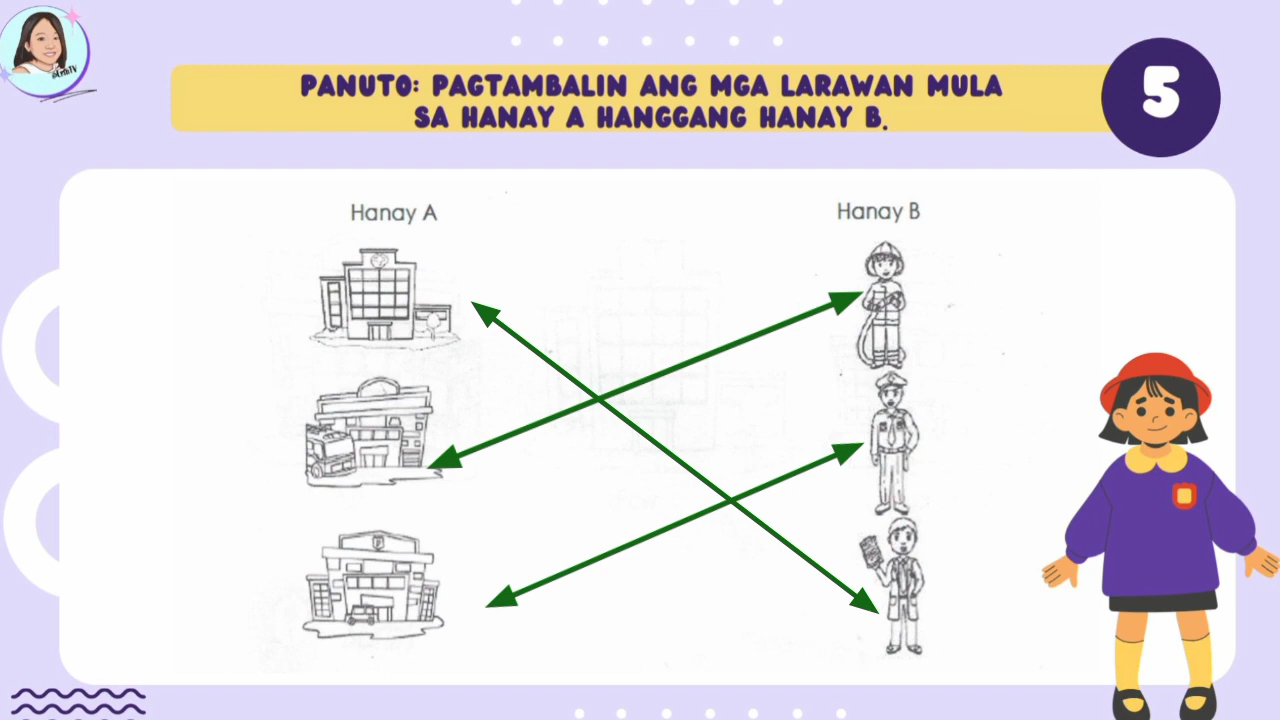 PANUTO: PAGTAMBALIN ANG MGA LARAWAN MULA
SA HANAY A HANGGANG HANAY B.
5
Hanay A
Hanay B